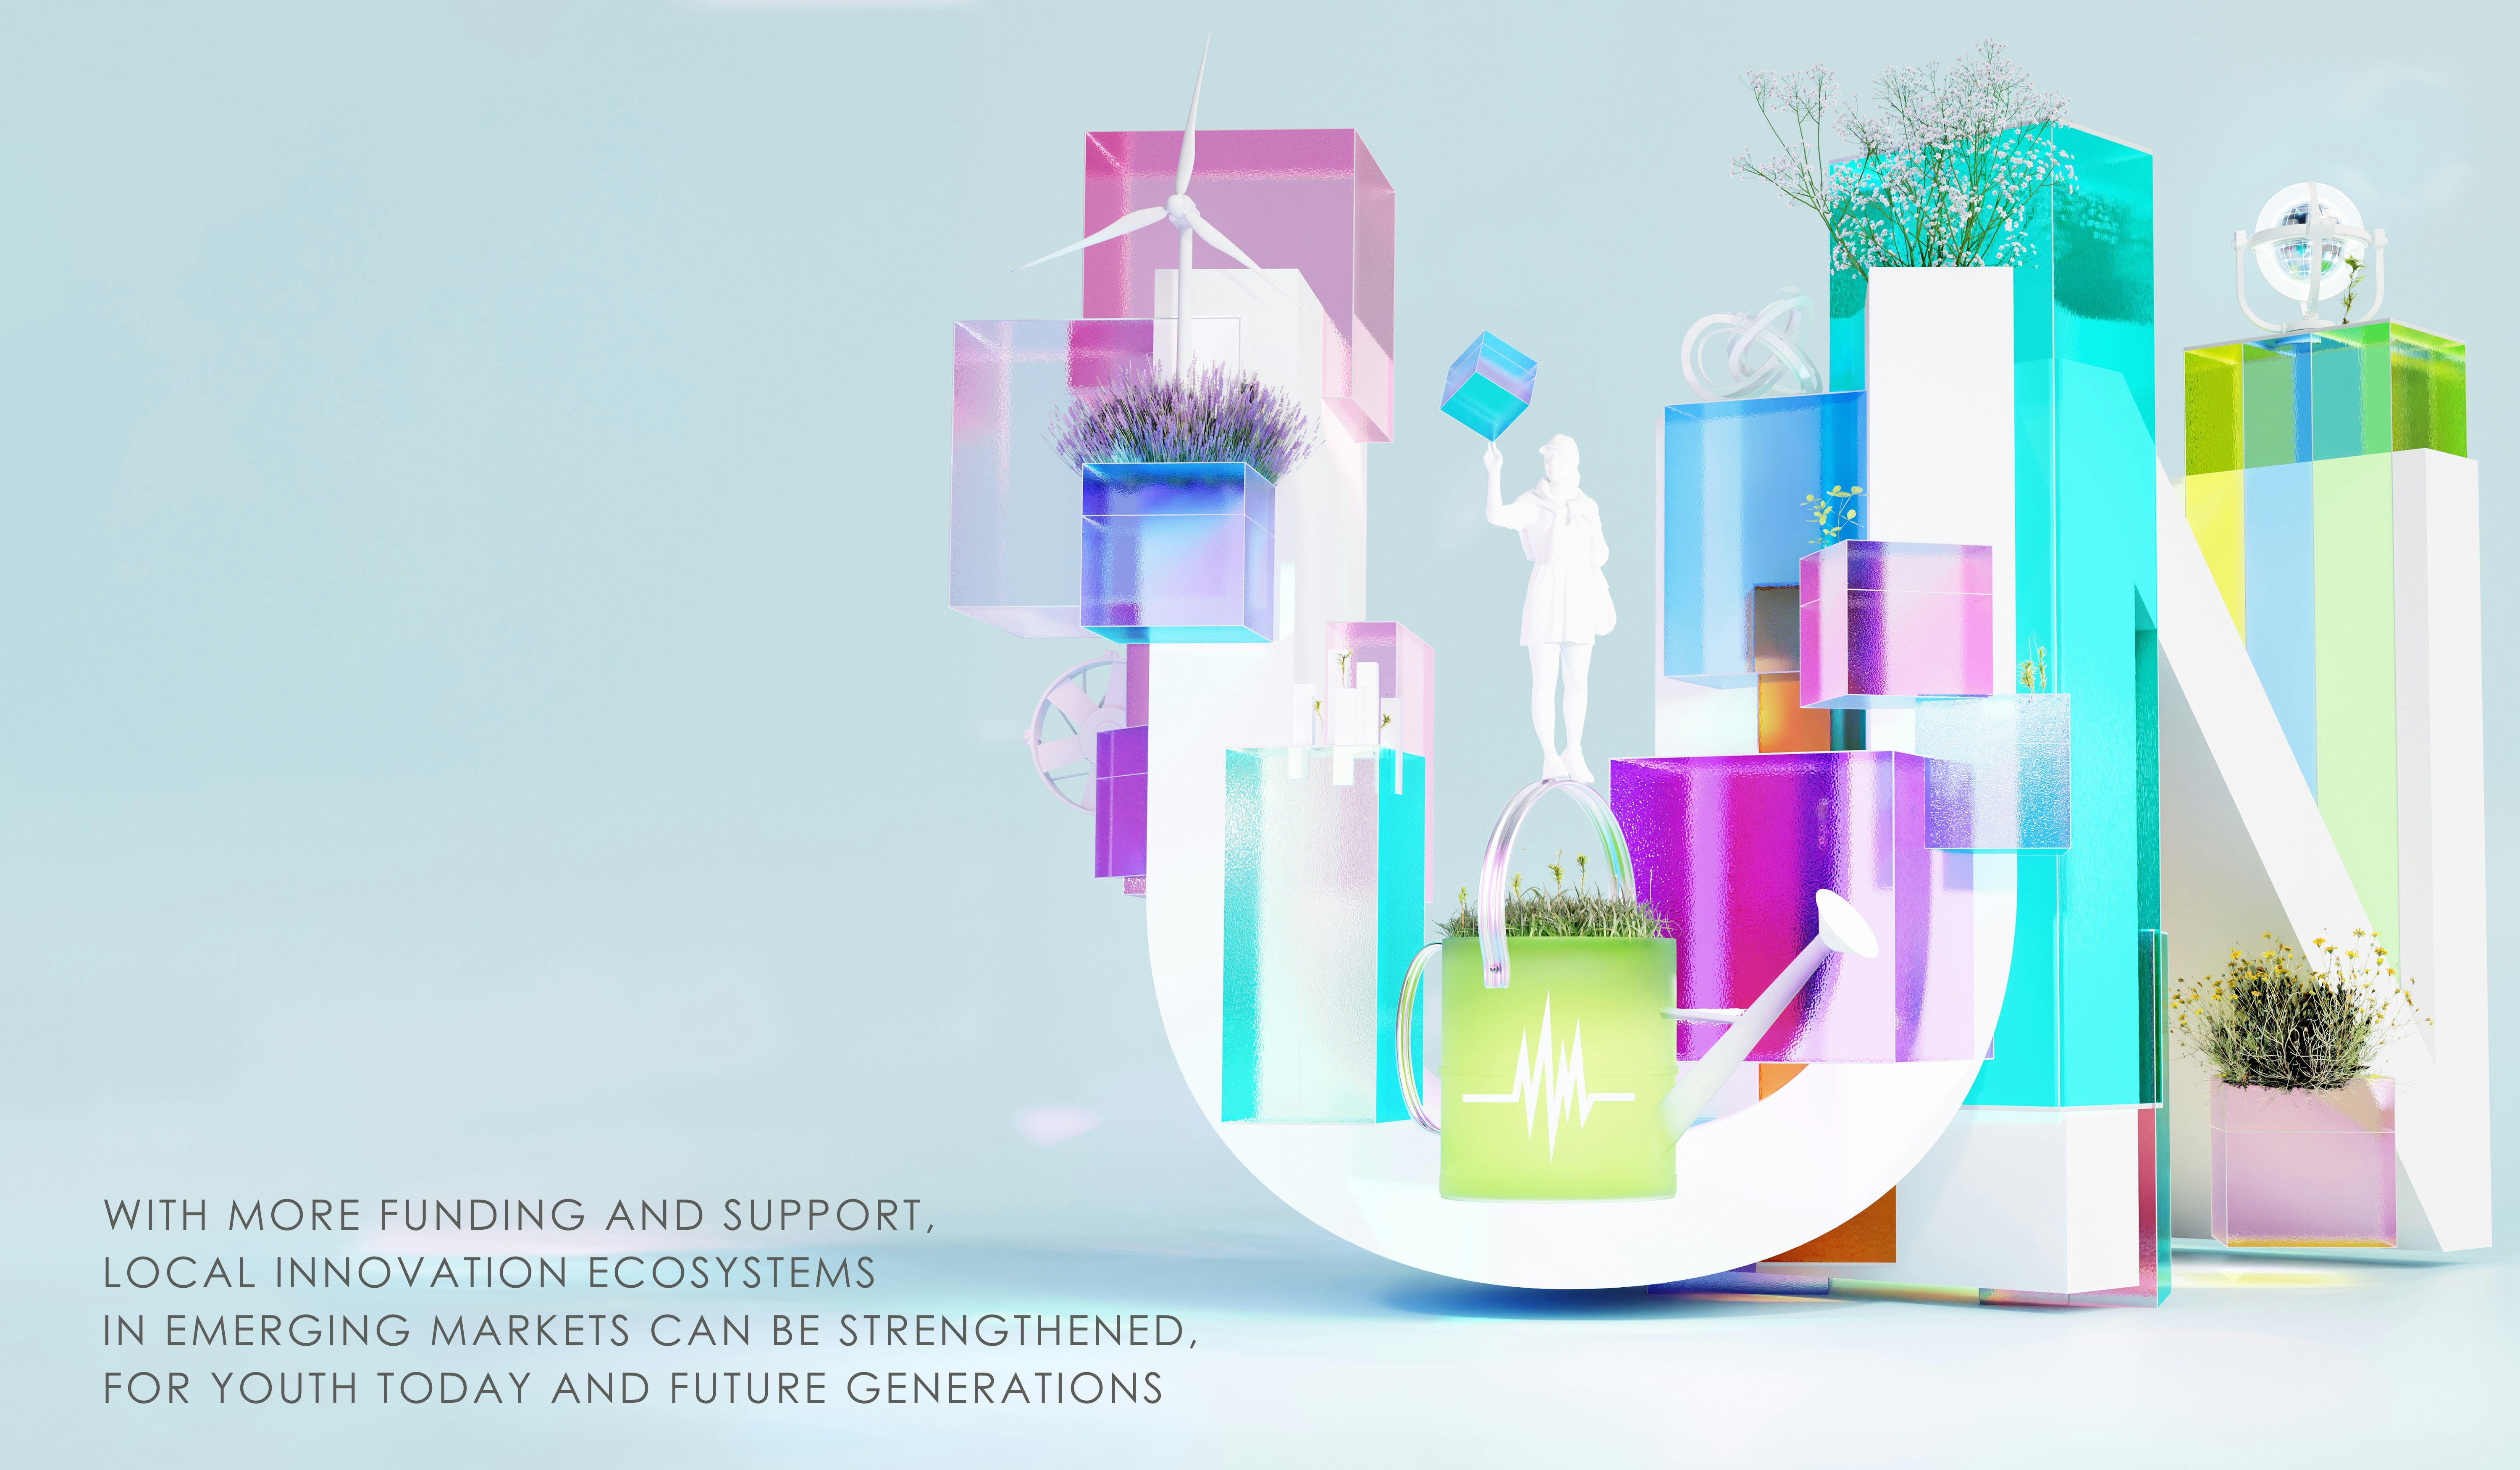 WITH MORE FUNDING AND SUPPORT,
LOCAL INNOVATION ECOSYSTEMS
IN EMERGING MARKETS CAN BE STRENGTHENED,
FOR YOUTH TODAY AND FUTURE GENERATIONS